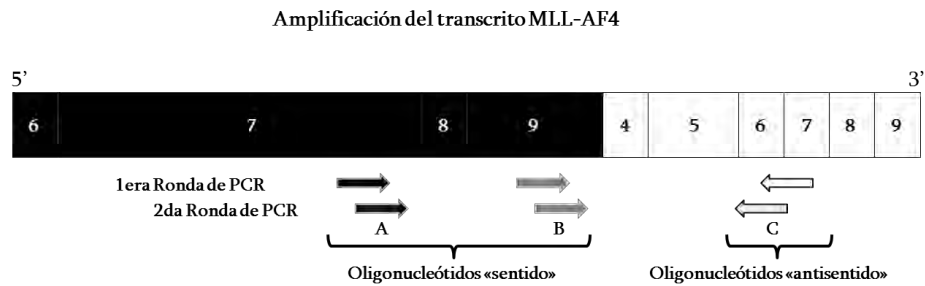 Amplificación del transcrito MLL-AF4
5’ 3’
6 7 8 9 4 5 6 7 8 9
1era Ronda de PCR
2da Ronda de PCR
A B C
Oligonucleótidos «sentido» Oligonucleótidos «antisentido»